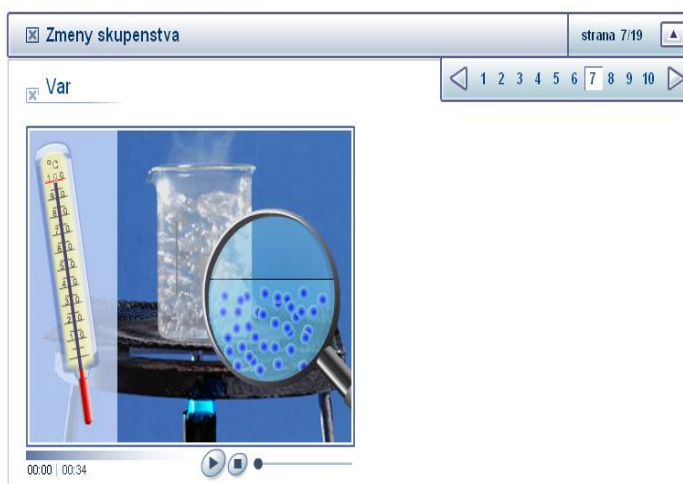 Zmeny skupenstva
strana 7/19
1 2 3 4 5 6 7 8 9 10
Var
°C
100
00:00 | 00:34